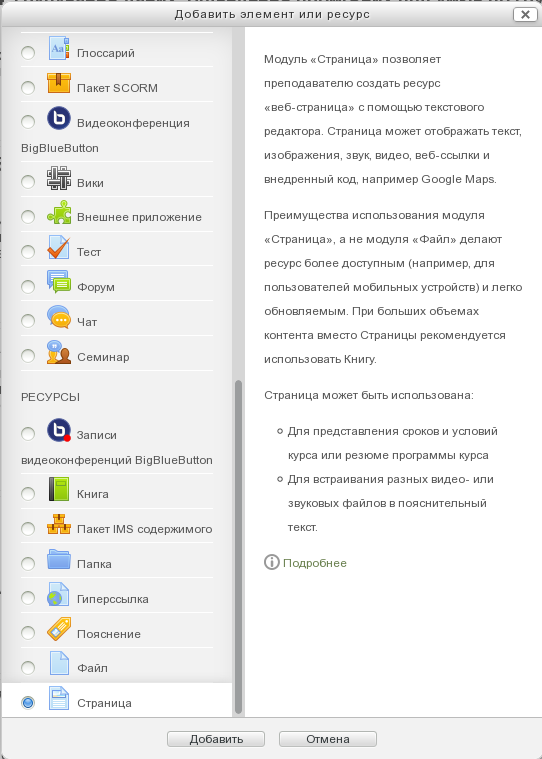 Добавить элемент или ресурс
Глоссарий
Пакет SCORM
Видеоконференция
BigBlueButton
Вики
Внешнее приложение
Тест
Форум
Чат
Семинар
РЕСУРСЫ
Записи
видеоконференций BigBlueButton
Книга
Пакет IMS содержимого
Папка
Гиперссылка
Пояснение
Файл
Страница
Модуль «Страница» позволяет
преподавателю создать ресурс
«веб-страница» с помощью текстового
редактора. Страница может отображать текст,
изображения, звук, видео, веб-ссылки и
внедренный код, например Google Maps.
Преимущества использования модуля
«Страница», а не модуля «Файл» делают
ресурс более доступным (например, для
пользователей мобильных устройств) и легко
обновляемым. При больших объемах
контента вместо Страницы рекомендуется
использовать Книгу.
Страница может быть использована:
Для представления сроков и условий
курса или резюме программы курса
Для встраивания разных видео- или
звуковых файлов в пояснительный
текст.
Подробнее
Добавить
Отмена